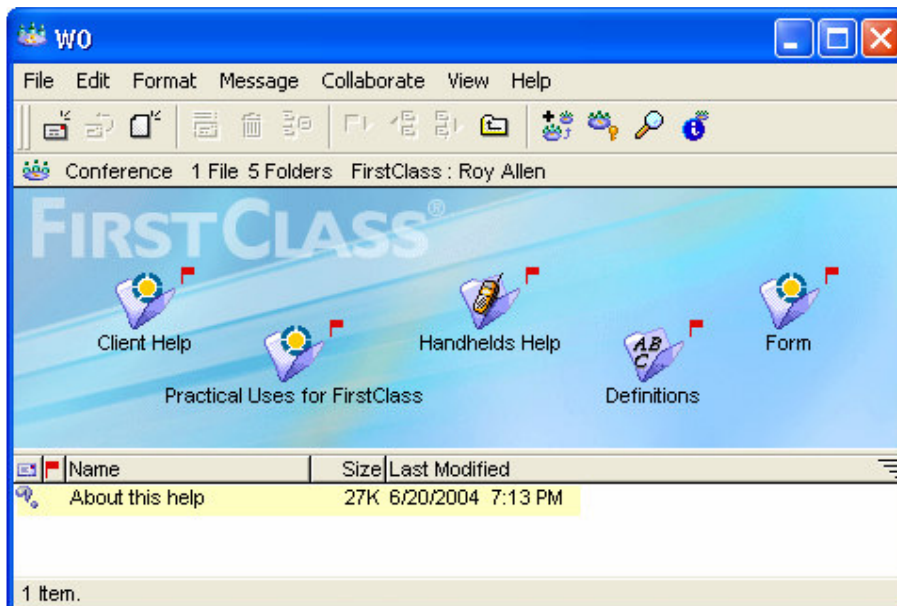 WO
File Edit Format Message Collaborate View Help
Conference 1 File 5 Folders FirstClass : Roy Allen
FIRSTCLASS®
Client Help
Practical Uses for FirstClass
Handhelds Help
ABC
Definitions
Form
Name Size Last Modified
About this help 27K 6/20/2004 7:13 PM
1 Item.